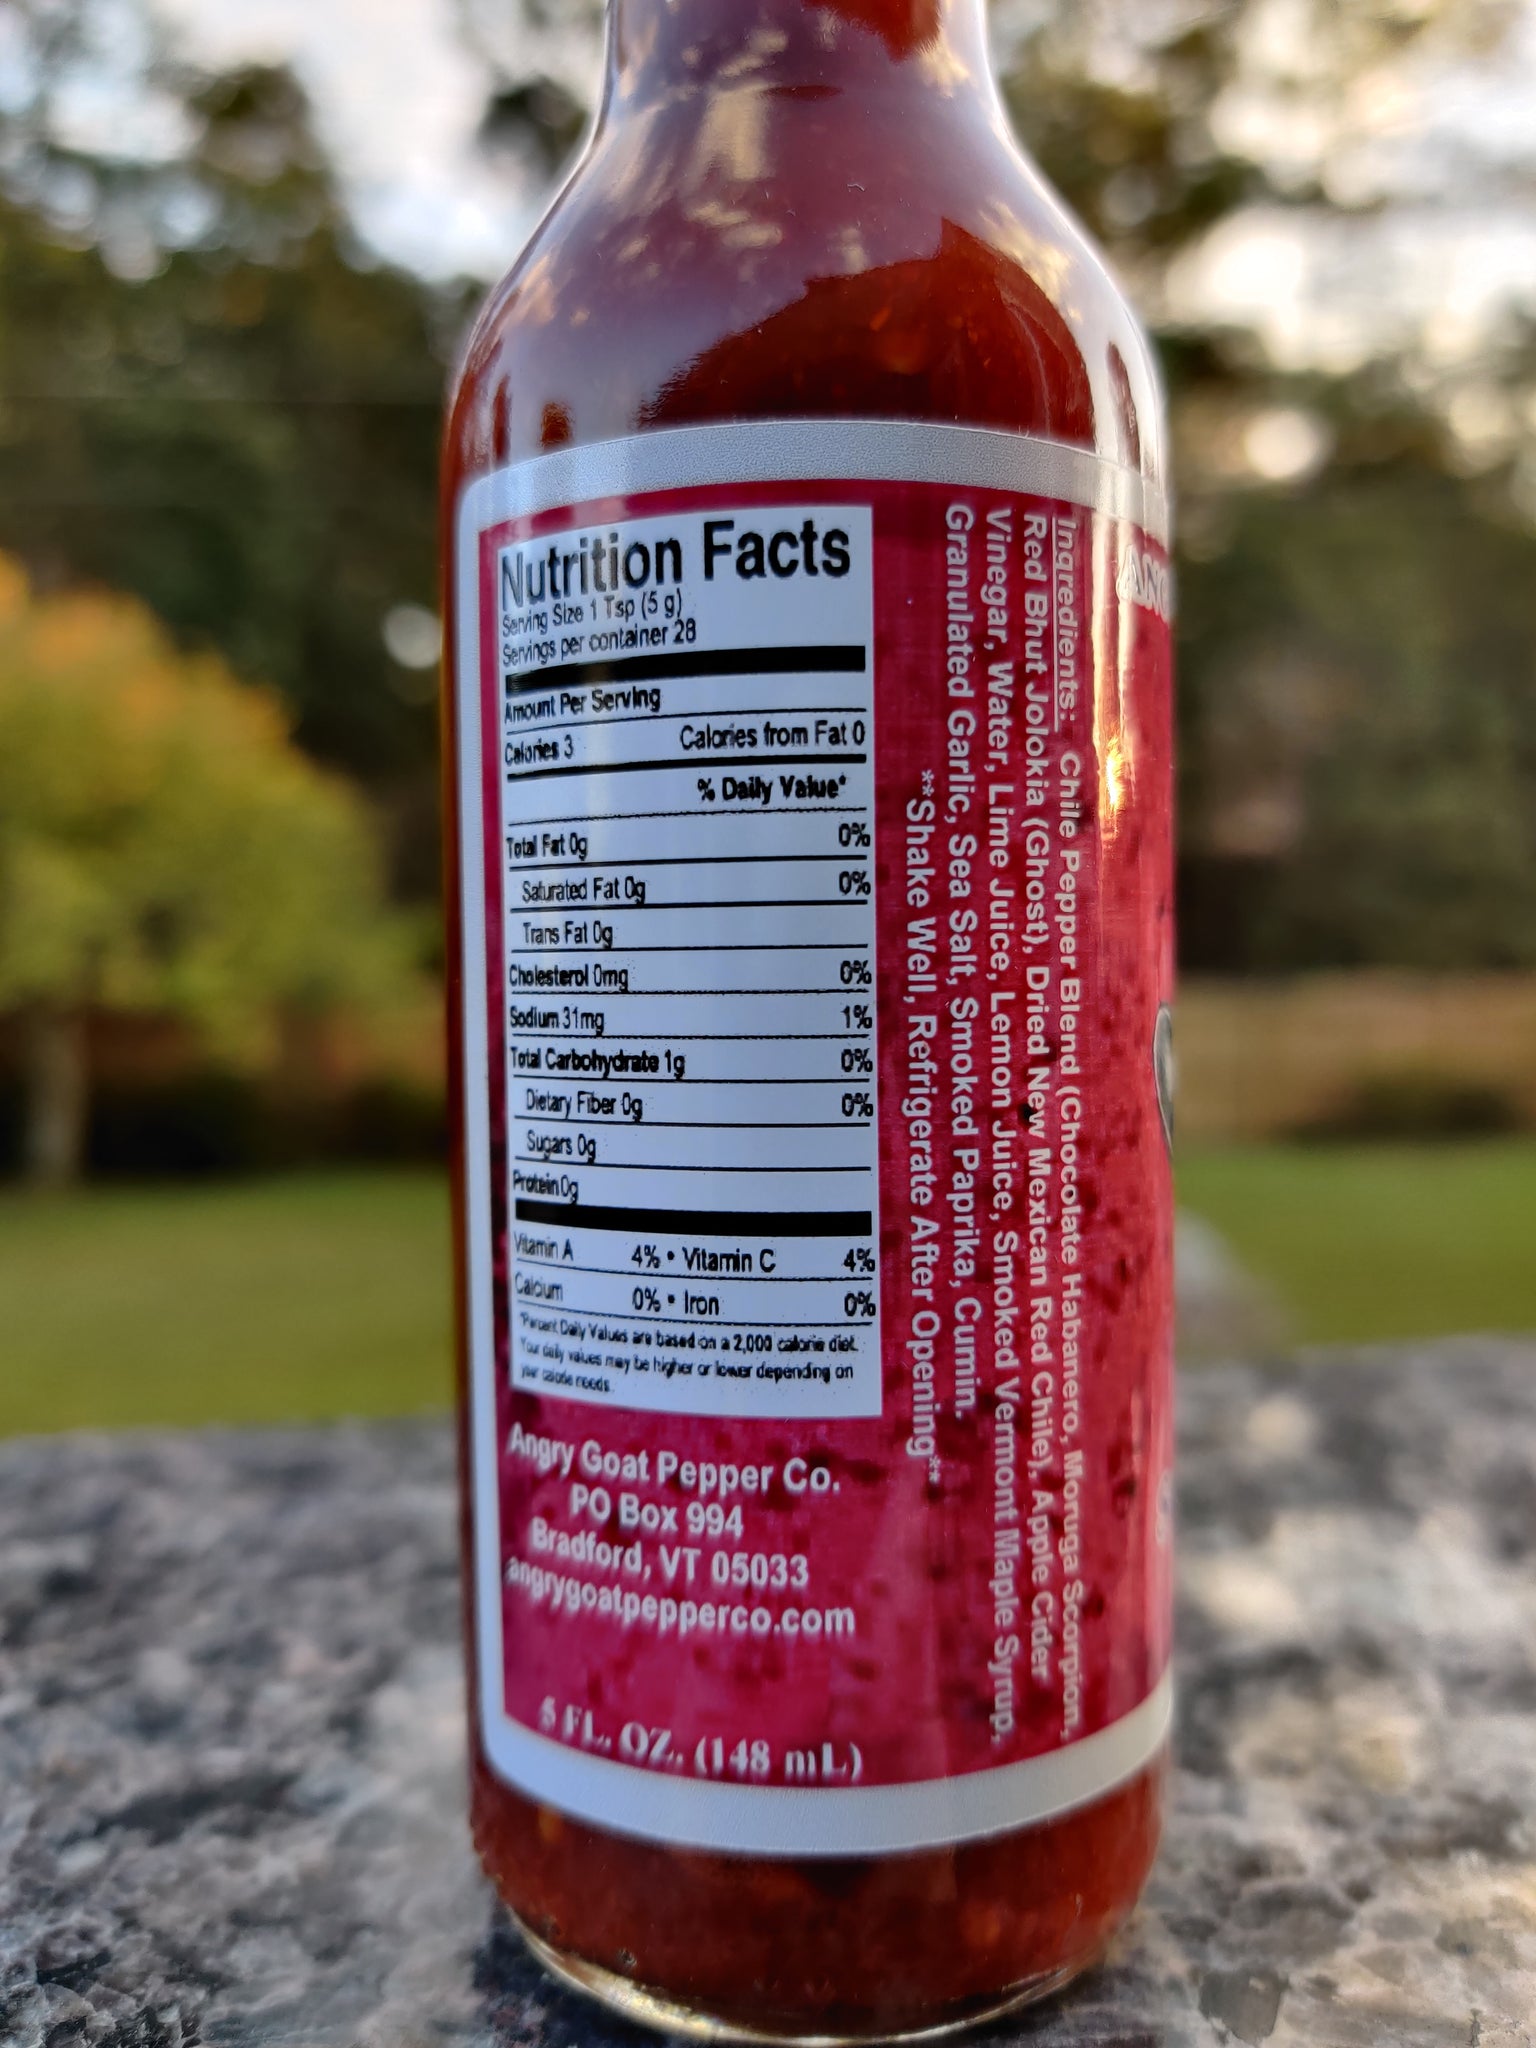 Nutrition Facts
Serving Size 1 Tsp (5 g)
Servings per container 28
Amount Per Serving
Calories 3 Calories from Fat 0
% Daily Value*
Total Fat 0g 0%
Saturated Fat 0g 0%
Trans Fat 0g
Cholesterol 0mg 0%
Sodium 31mg 1%
Total Carbohydrate 1g 0%
Dietary Fiber 0g 0%
Sugars 0g
Protein 0g
Vitamin A 4% • Vitamin C 4%
Calcium 0% • Iron 0%
*Percent Daily Values are based on a 2,000 calorie diet.
Your daily values may be higher or lower depending on
your calorie needs.
Angry Goat Pepper Co.
PO Box 994
Bradford, VT 05033
angrygoatpepperco.com
5 FL. OZ. (148 mL)
Ingredients: Chile Pepper Blend (Chocolate Habanero, Moruga Scorpion,
Red Bhut Jolokia (Ghost), Dried New Mexican Red Chile), Apple Cider
Vinegar, Water, Lime Juice, Lemon Juice, Smoked Vermont Maple Syrup,
Granulated Garlic, Sea Salt, Smoked Paprika, Cumin.
**Shake Well, Refrigerate After Opening**